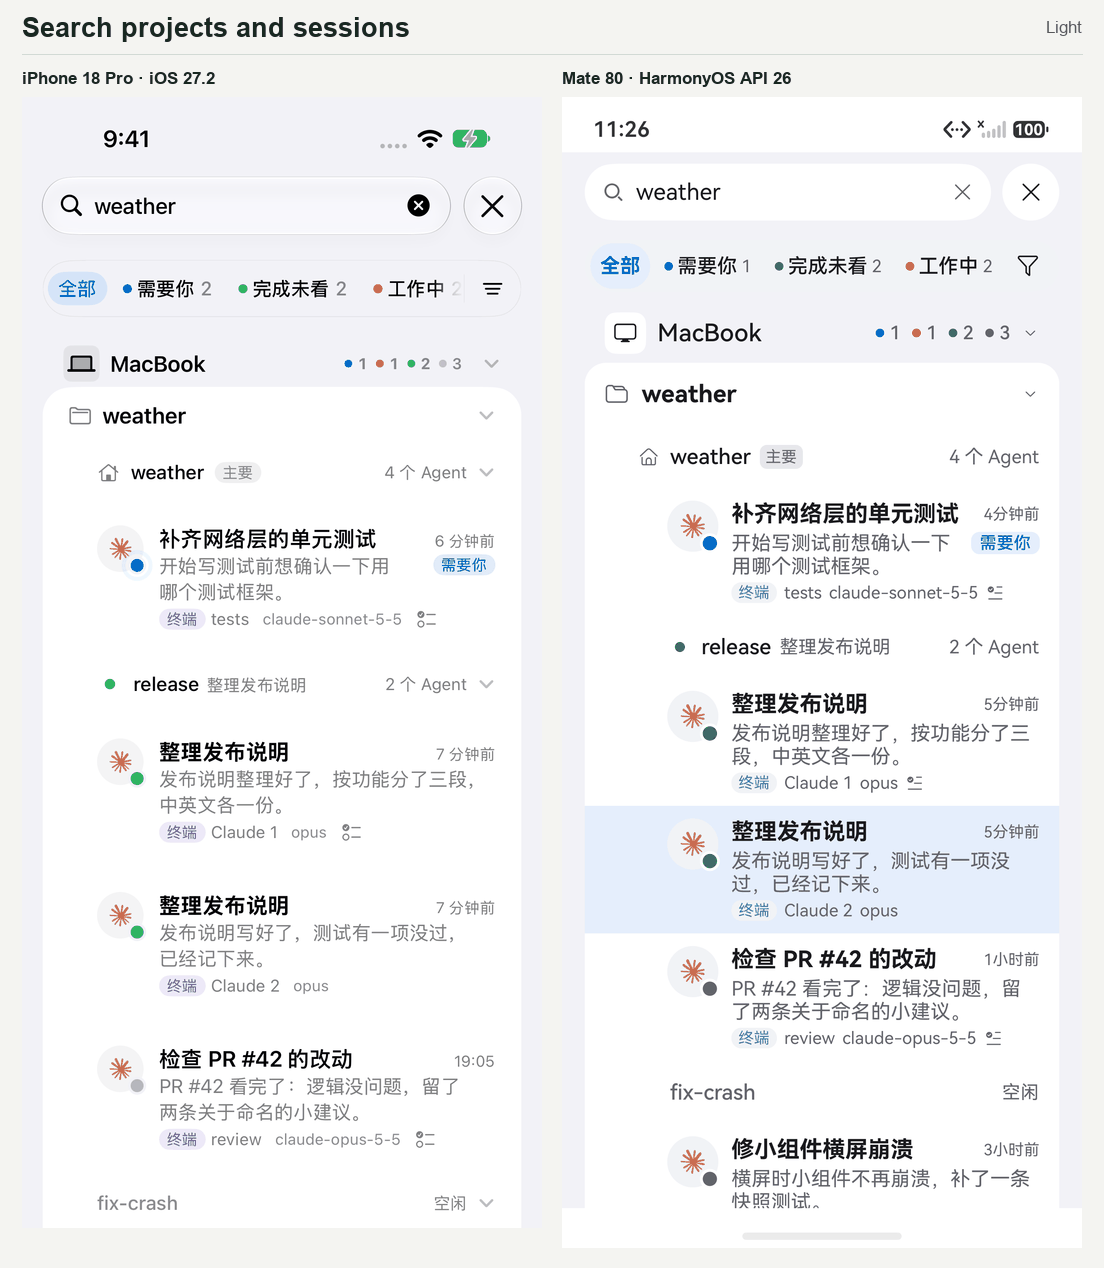 Search projects and sessions
Light
iPhone 18 Pro · iOS 27.2
9:41
weather
全部
需要你 2
完成未看 2
工作中 2
MacBook
1 1 2 3
weather
weather 主要 4 个 Agent
补齐网络层的单元测试 6 分钟前
开始写测试前想确认一下用 需要你
哪个测试框架。
终端 tests claude-sonnet-5-5
release 整理发布说明 2 个 Agent
整理发布说明 7 分钟前
发布说明整理好了，按功能分了三段，
中英文各一份。
终端 Claude 1 opus
整理发布说明 7 分钟前
发布说明写好了，测试有一项没过，
已经记下来。
终端 Claude 2 opus
检查 PR #42 的改动 19:05
PR #42 看完了：逻辑没问题，留了
两条关于命名的小建议。
终端 review claude-opus-5-5
fix-crash 空闲
Mate 80 · HarmonyOS API 26
11:26
100
weather
全部
需要你 1
完成未看 2
工作中 2
MacBook
1 1 2 3
weather
weather 主要 4 个 Agent
补齐网络层的单元测试 4分钟前
开始写测试前想确认一下 需要你
用哪个测试框架。
终端 tests claude-sonnet-5-5
release 整理发布说明 2 个 Agent
整理发布说明 5分钟前
发布说明整理好了，按功能分了三
段，中英文各一份。
终端 Claude 1 opus
整理发布说明 5分钟前
发布说明写好了，测试有一项没
过，已经记下来。
终端 Claude 2 opus
检查 PR #42 的改动 1小时前
PR #42 看完了：逻辑没问题，留
了两条关于命名的小建议。
终端 review claude-opus-5-5
fix-crash 空闲
修小组件横屏崩溃 3小时前
横屏时小组件不再崩溃，补了一条
快照测试。